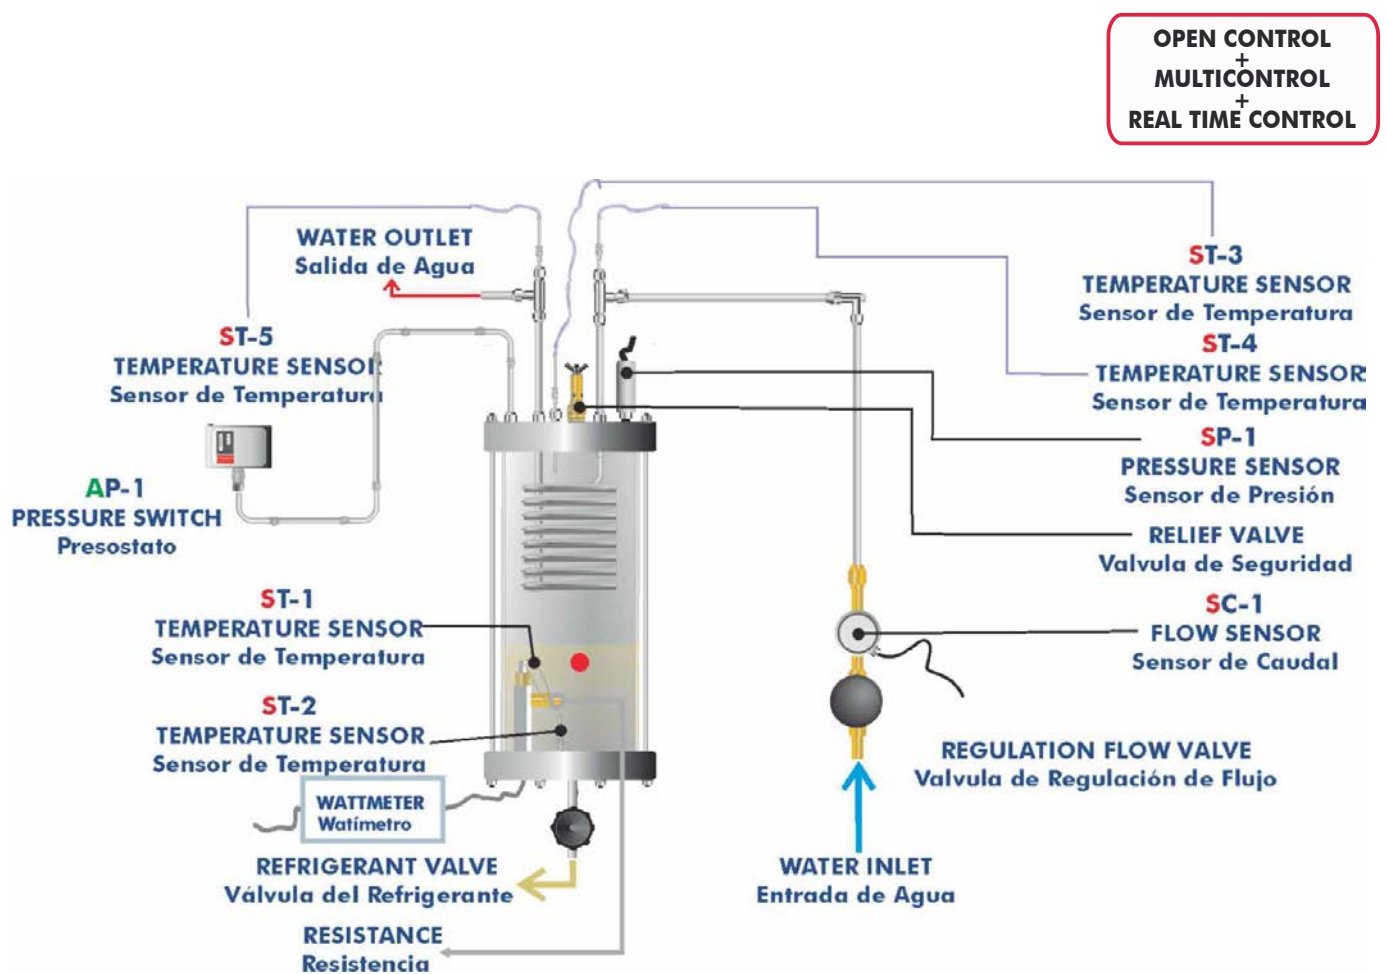 OPEN CONTROL
+
MULTICONTROL
+
REAL TIME CONTROL
WATER OUTLET
Salida de Agua
ST-3
TEMPERATURE SENSOR
Sensor de Temperatura
ST-5
TEMPERATURE SENSOR
Sensor de Temperatura
ST-4
TEMPERATURE SENSOR
Sensor de Temperatura
SP-1
PRESSURE SENSOR
Sensor de Presión
AP-1
PRESSURE SWITCH
Presostato
RELIEF VALVE
Valvula de Seguridad
ST-1
TEMPERATURE SENSOR
Sensor de Temperatura
SC-1
FLOW SENSOR
Sensor de Caudal
ST-2
TEMPERATURE SENSOR
Sensor de Temperatura
REGULATION FLOW VALVE
Valvula de Regulación de Flujo
WATTMETER
Watímetro
REFRIGERANT VALVE
Válvula del Refrigerante
WATER INLET
Entrada de Agua
RESISTANCE
Resistencia